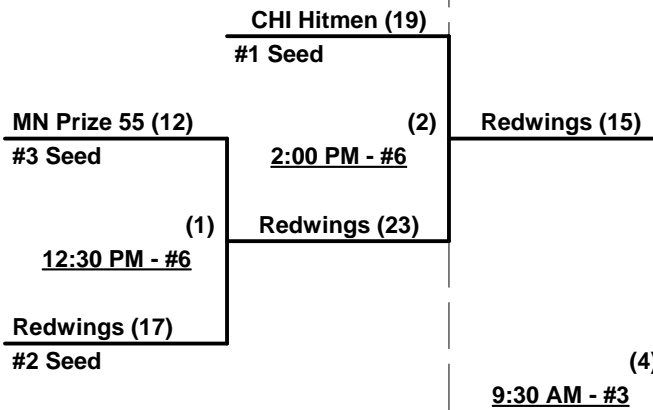 CHI Hitmen (19)
#1 Seed
MN Prize 55 (12)
#3 Seed
(2)
2:00 PM - #6
Redwings (15)
(1)
12:30 PM - #6
Redwings (23)
Redwings (17)
#2 Seed
(4)
9:30 AM - #3